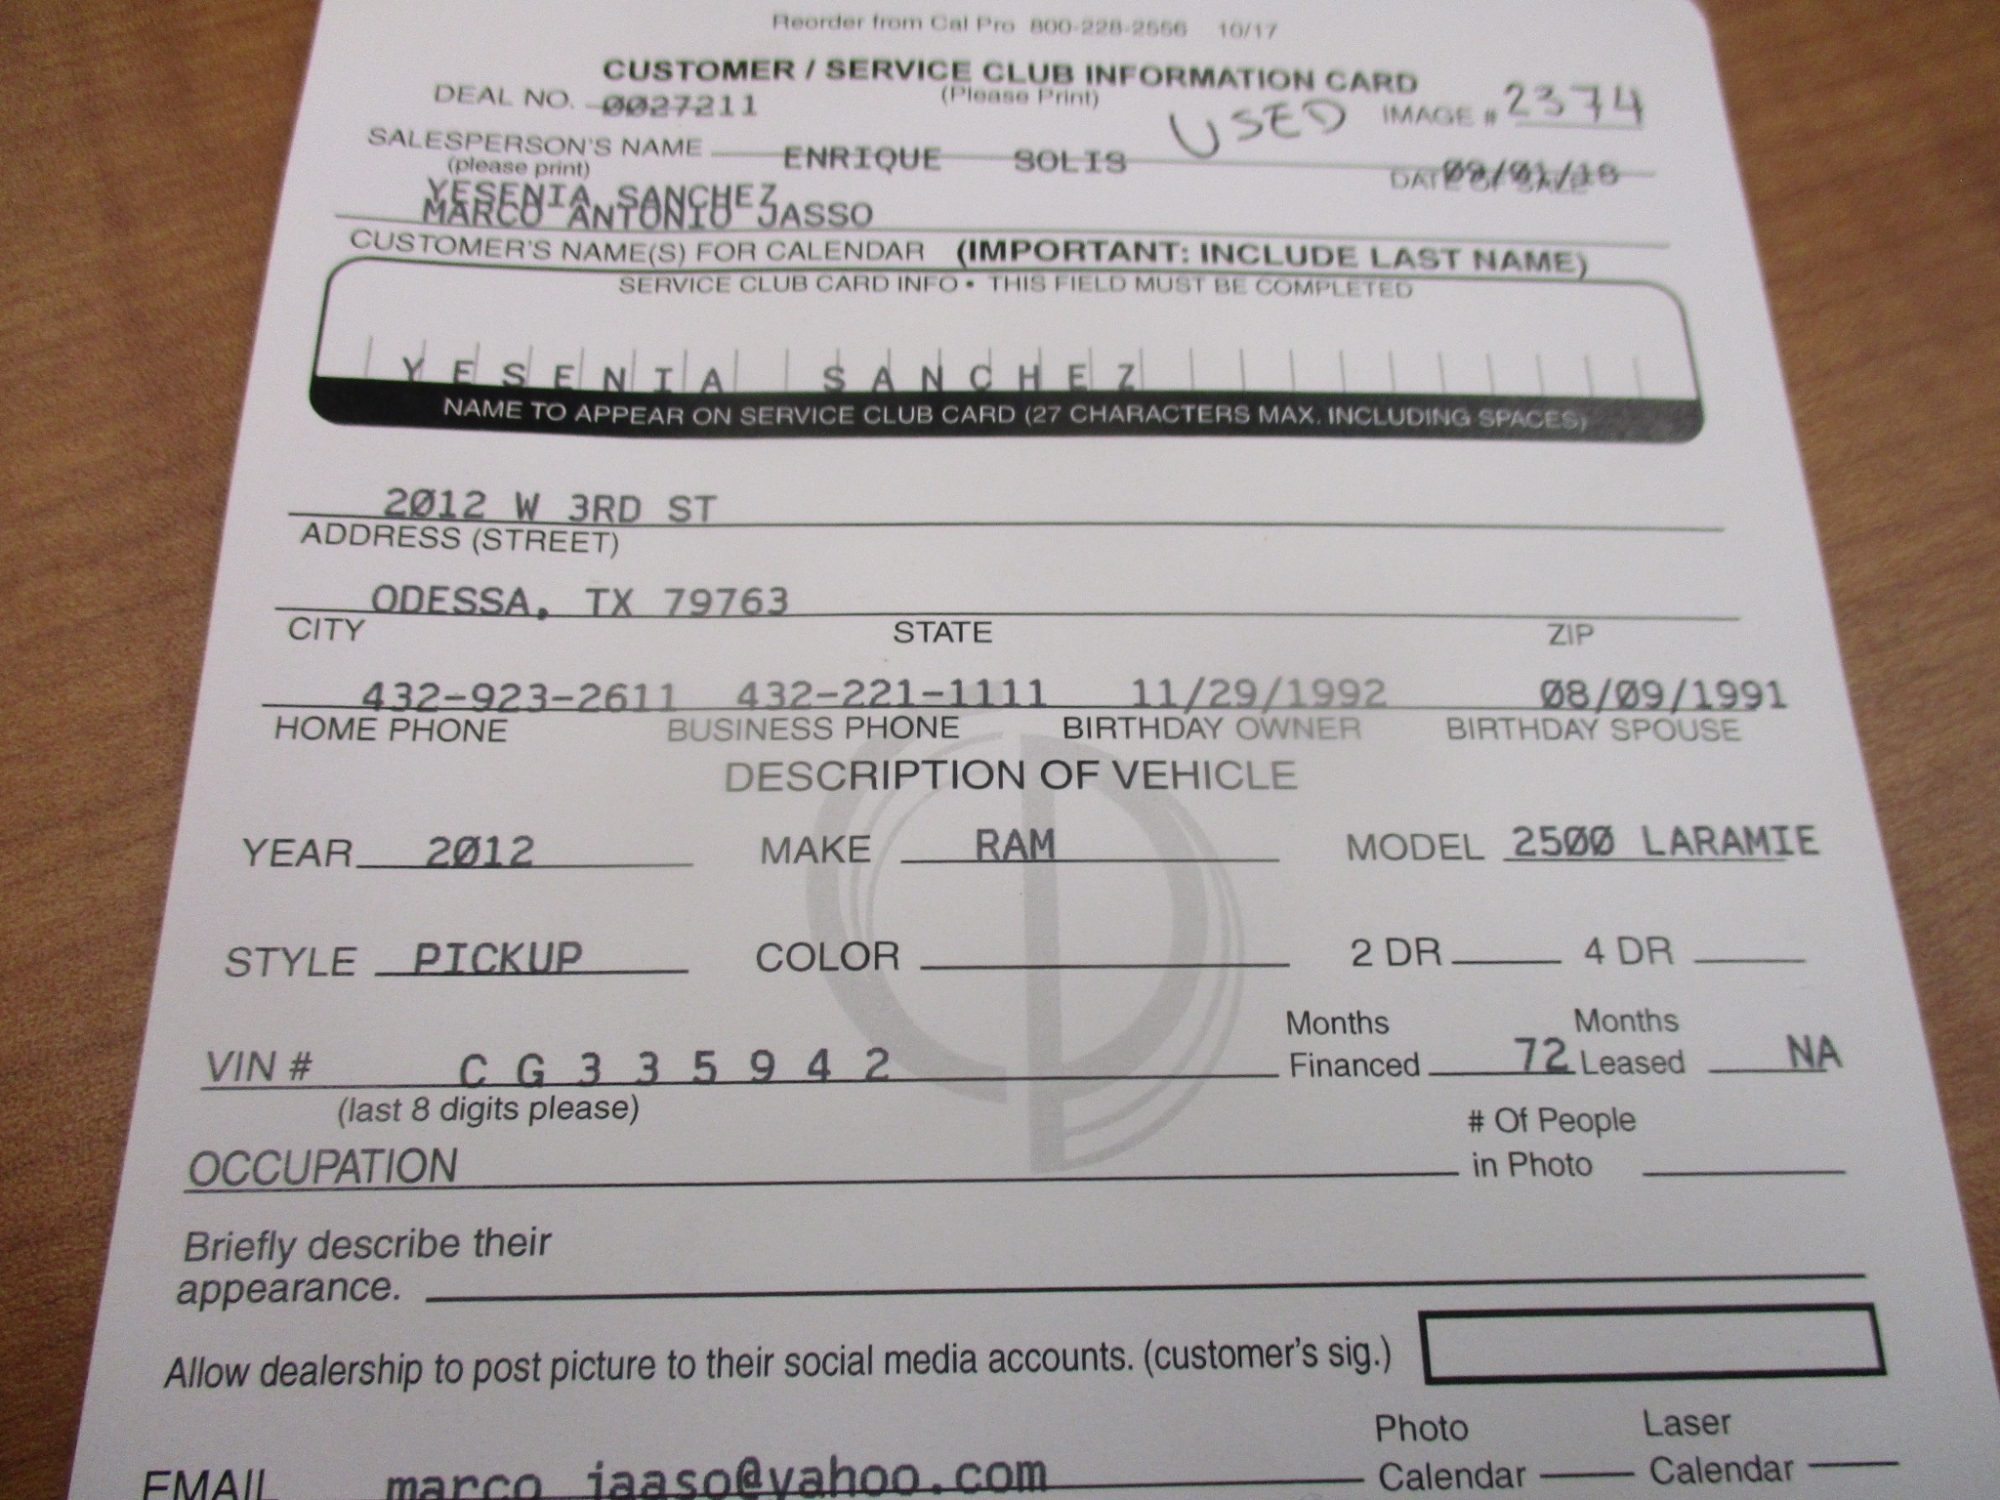 Reorder from Cal Pro 800-228-2556 10/17
CUSTOMER / SERVICE CLUB INFORMATION CARD
(Please Print)
DEAL NO. 0027211 USED IMAGE # 2374
SALESPERSON'S NAME ENRIQUE SOLIS
(please print)
DATE OF SALE
YESENIA SANCHEZ
MARCO ANTONIO JASSO
CUSTOMER'S NAME(S) FOR CALENDAR (IMPORTANT: INCLUDE LAST NAME)
SERVICE CLUB CARD INFO • THIS FIELD MUST BE COMPLETED
YESENIA SANCHEZ
NAME TO APPEAR ON SERVICE CLUB CARD (27 CHARACTERS MAX. INCLUDING SPACES)
2012 W 3RD ST
ADDRESS (STREET)
ODESSA, TX 79763
CITY STATE ZIP
432-923-2611 432-221-1111 11/29/1992 08/09/1991
HOME PHONE BUSINESS PHONE BIRTHDAY OWNER BIRTHDAY SPOUSE
DESCRIPTION OF VEHICLE
YEAR 2012 MAKE RAM MODEL 2500 LARAMIE
STYLE PICKUP COLOR 2 DR 4 DR
Months Months
VIN # C G 3 3 5 9 4 2 Financed 72 Leased NA
(last 8 digits please)
# Of People
OCCUPATION in Photo
Briefly describe their
appearance.
Allow dealership to post picture to their social media accounts. (customer's sig.)
Photo Laser
EMAIL marco_jaaso@yahoo.com Calendar Calendar